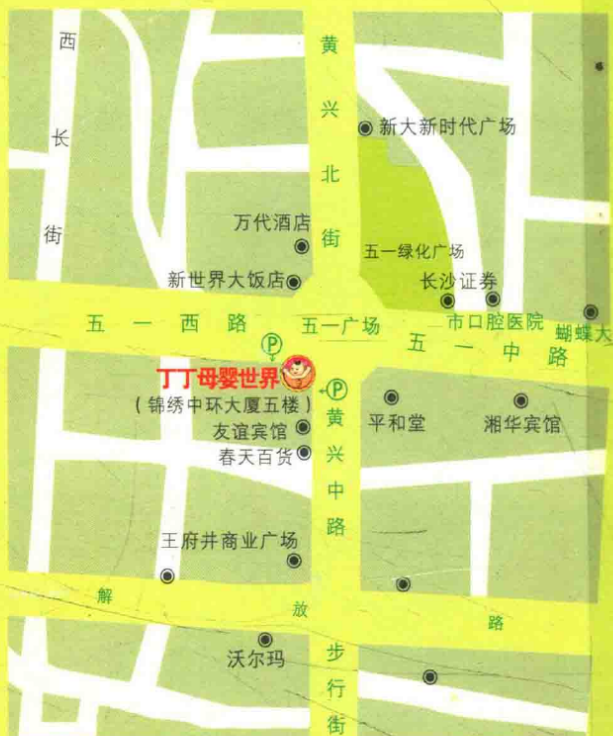 西长街
黄兴北街
新大新时代广场
万代酒店
五一绿化广场
新世界大饭店
长沙证券
五一西路
五一广场
市口腔医院
蝴蝶大
五一中路
P
丁丁母婴世界
(锦绣中环大厦五楼)
P
友谊宾馆
平和堂
湘华宾馆
春天百货
黄兴中路
王府井商业广场
解放路
沃尔玛
步行街